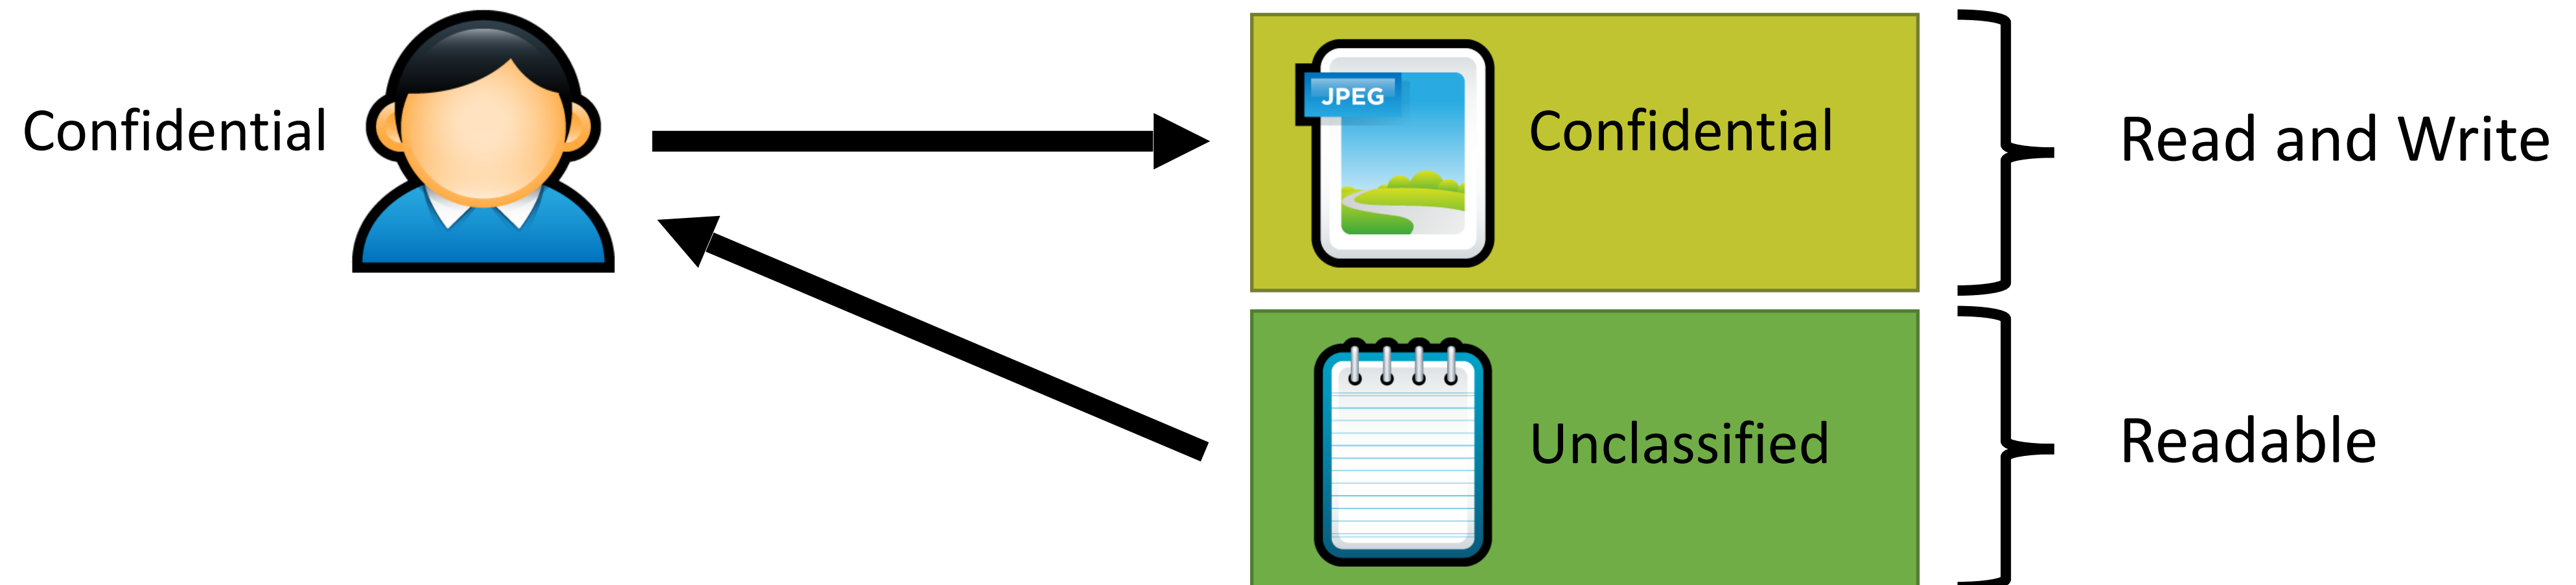 Confidential
JPEG
Confidential
Read and Write
Unclassified
Readable